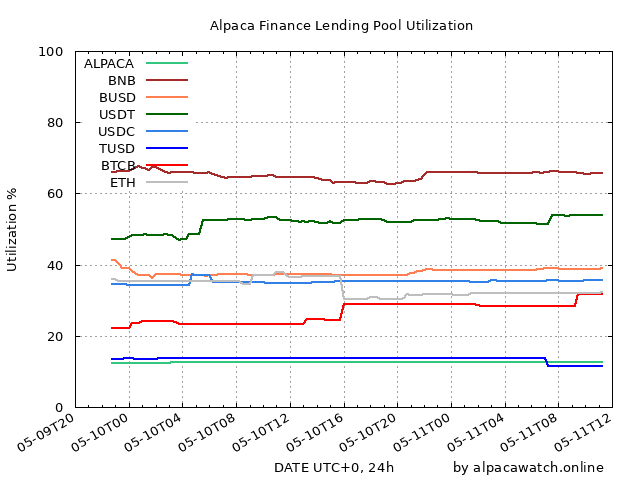 Alpaca Finance Lending Pool Utilization
Utilization %
100
80
60
40
20
0
ALPACA
BNB
BUSD
USDT
USDC
TUSD
BTCB
ETH
05-09T20
05-10T00
05-10T04
05-10T08
05-10T12
05-10T16
05-10T20
05-11T00
05-11T04
05-11T08
05-11T12
DATE UTC+0, 24h
by alpacawatch.online